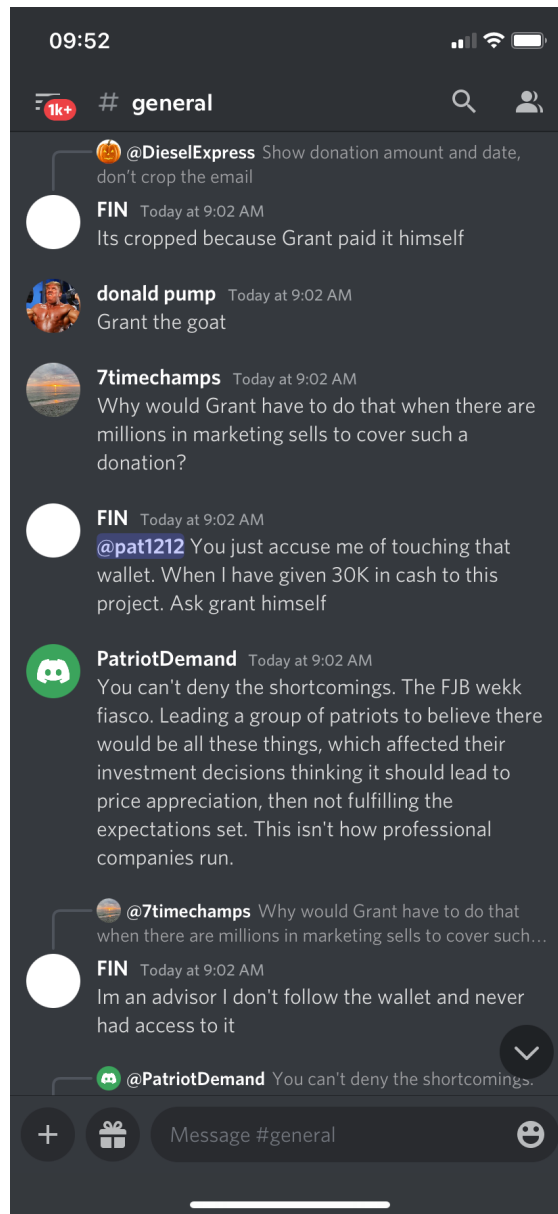 09:52
1k+
# general
@DieselExpress Show donation amount and date,
don't crop the email
FIN Today at 9:02 AM
Its cropped because Grant paid it himself
donald pump Today at 9:02 AM
Grant the goat
7timechamps Today at 9:02 AM
Why would Grant have to do that when there are
millions in marketing sells to cover such a
donation?
FIN Today at 9:02 AM
@pat1212 You just accuse me of touching that
wallet. When I have given 30K in cash to this
project. Ask grant himself
PatriotDemand Today at 9:02 AM
You can't deny the shortcomings. The FJB wekk
fiasco. Leading a group of patriots to believe there
would be all these things, which affected their
investment decisions thinking it should lead to
price appreciation, then not fulfilling the
expectations set. This isn't how professional
companies run.
@7timechamps Why would Grant have to do that
when there are millions in marketing sells to cover such...
FIN Today at 9:02 AM
Im an advisor I don't follow the wallet and never
had access to it
@PatriotDemand You can't deny the shortcomings.
Message #general